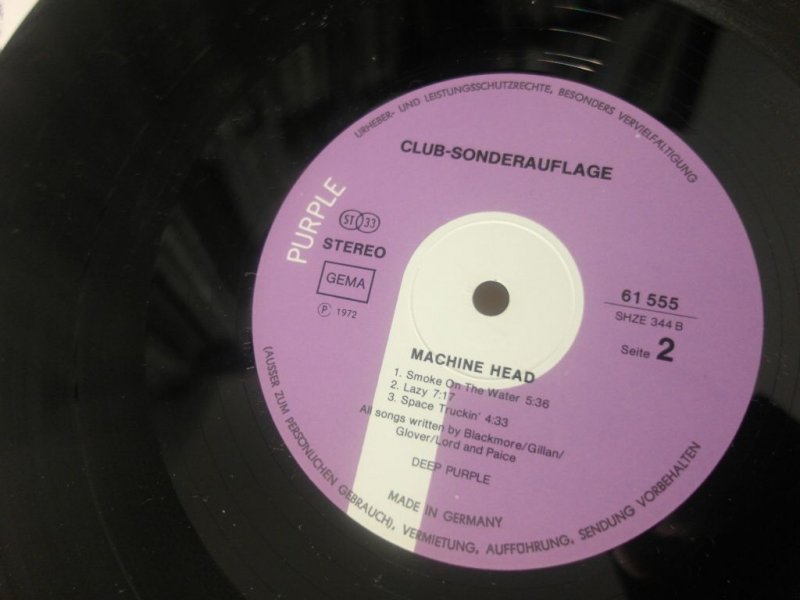 URHEBER- UND LEISTUNGSSCHUTZRECHTE, BESONDERS VERVIELFÄLTIGUNG
CLUB-SONDERAUFLAGE
PURPLE
ST 33
STEREO
GEMA
Ⓟ 1972
61 555
SHZE 344 B
Seite 2
MACHINE HEAD
1. Smoke On The Water 5:36
2. Lazy 7:17
3. Space Truckin' 4:33
All songs written by Blackmore/Gillan/
Glover/Lord and Paice
DEEP PURPLE
MADE IN GERMANY
(AUSSER ZUM PERSÖNLICHEN GEBRAUCH), VERMIETUNG, AUFFÜHRUNG, SENDUNG VORBEHALTEN